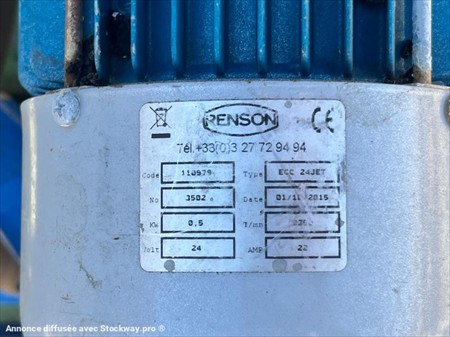 RENSON
CE
Tél.+33(0)3 27 72 94 94
Code 110979 Type ECC 24JET
No 3502 Date 2015
KW 0.5 T/mn
Volt 24 AMP 22
Annonce diffusée avec Stockway.pro ®